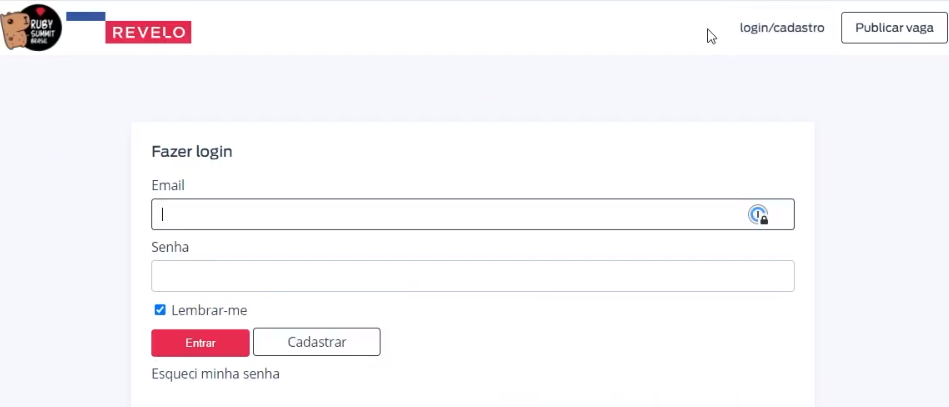 RUBY
SUMMIT
BRASIL
REVELO
login/cadastro
Publicar vaga
Fazer login
Email
Senha
Lembrar-me
Entrar
Cadastrar
Esqueci minha senha